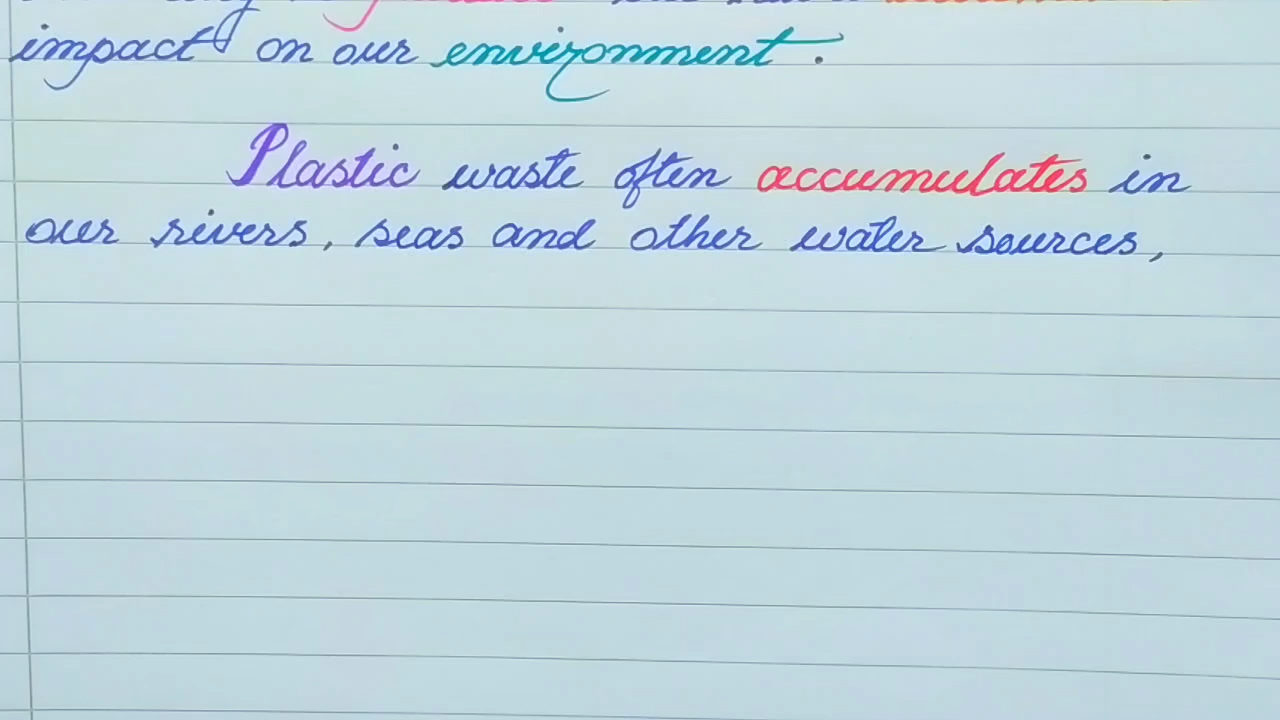 impact on our environment.
Plastic waste often accumulates in
our rivers, seas and other water sources,